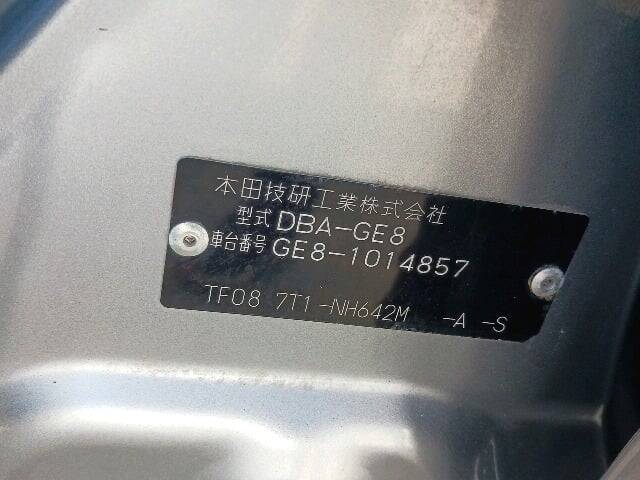 本田技研工業株式会社
型式 DBA-GE8
車台番号 GE8-1014857
TF08 7T1 -NH642M -A -S